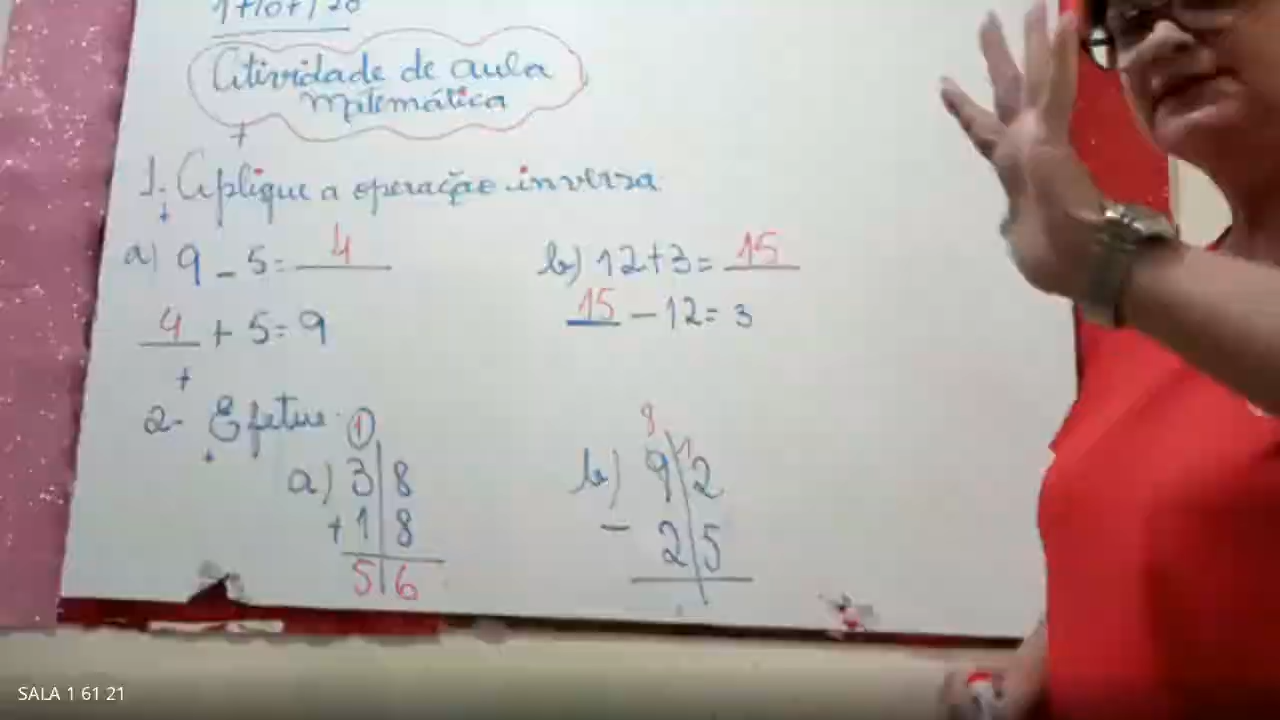 Atividade de aula
matemática
1. Aplique a operação inversa
a) 9 - 5 = 4
b) 12 + 3 = 15
4 + 5 = 9
15 - 12 = 3
2- Efetue
1
a) 3 8
+ 1 8
5 6
8 1
b) 9 2
- 2 5
SALA 1 61 21